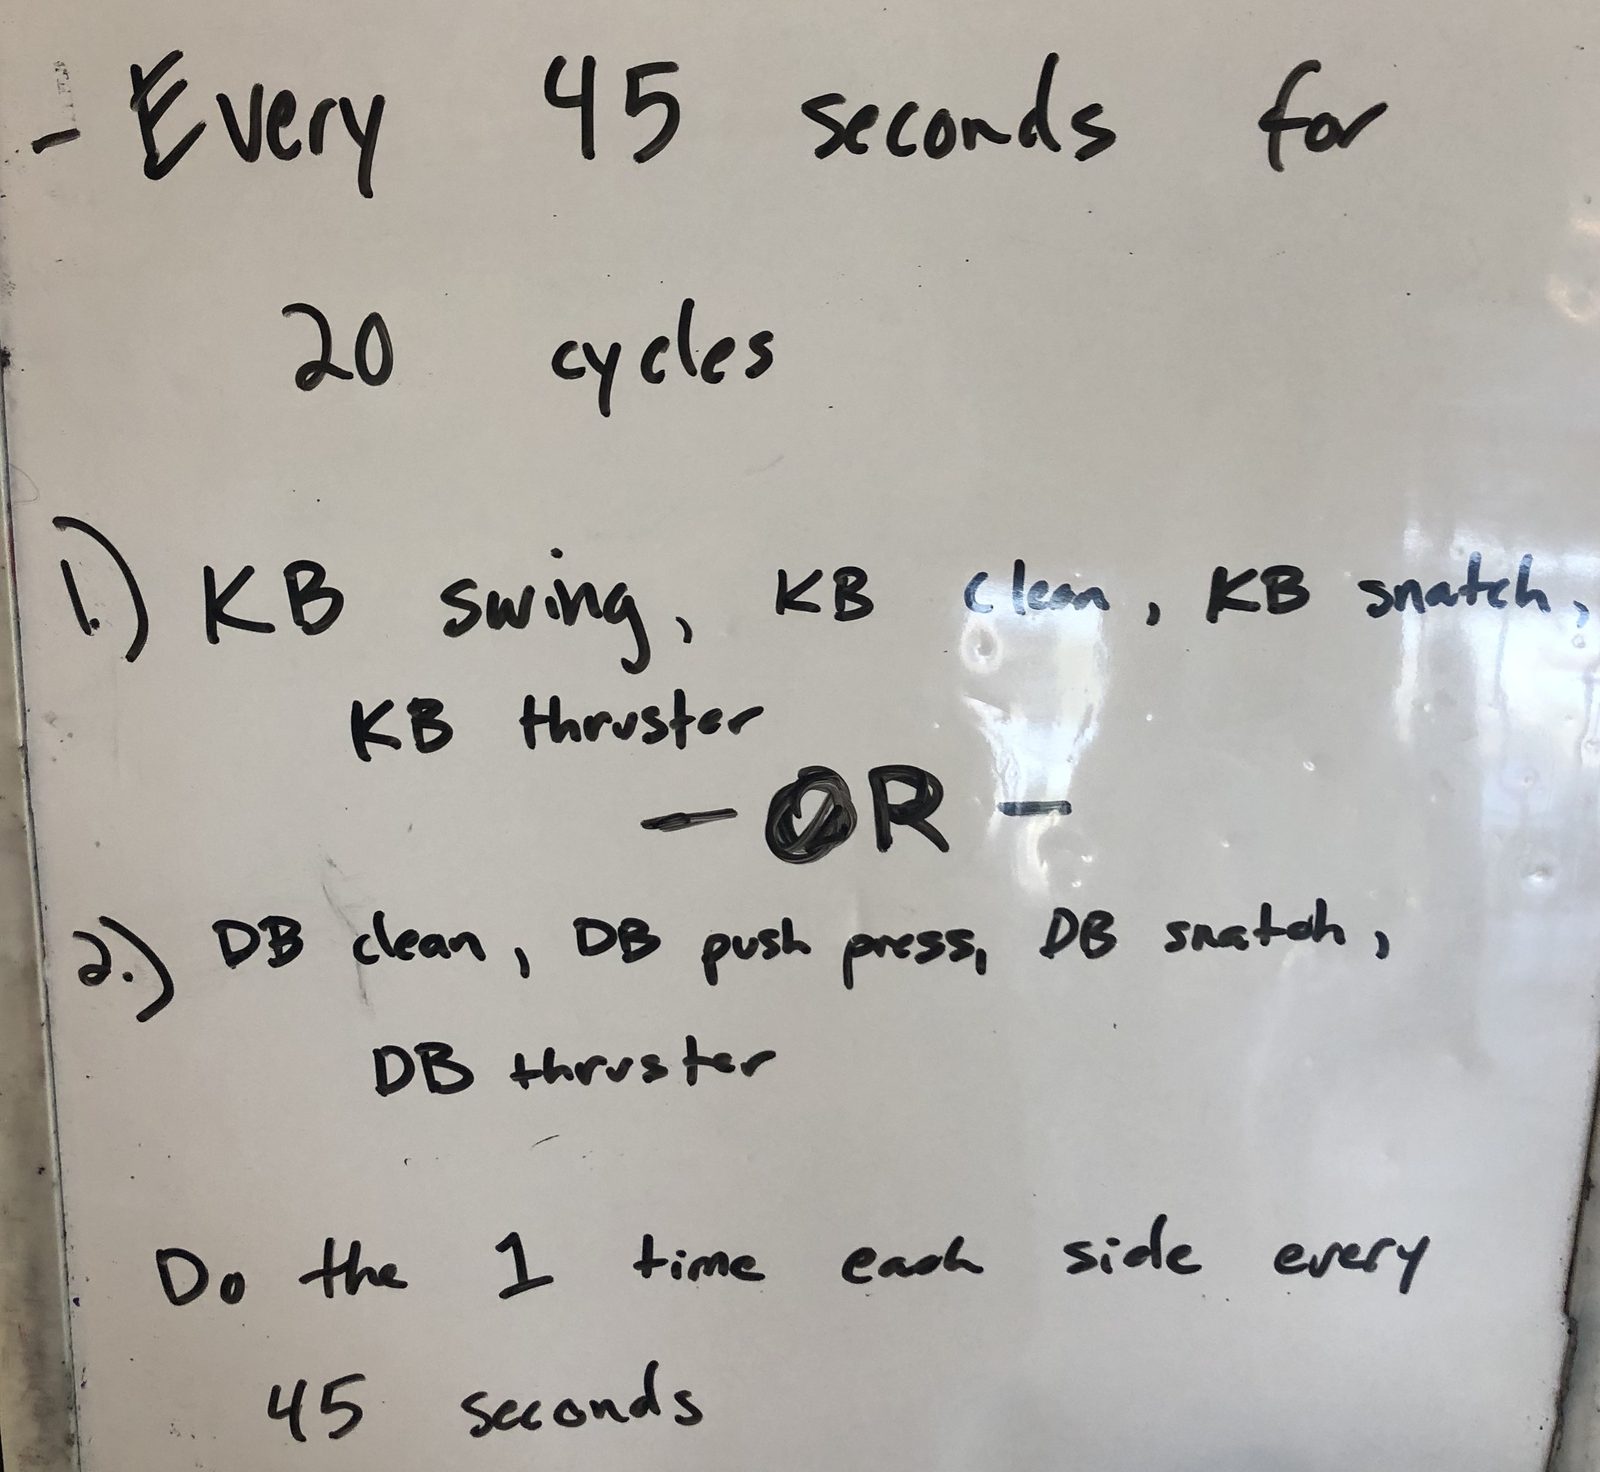 - Every 45 seconds for
20 cycles
1.) KB swing, KB clean, KB snatch,
KB thruster
- OR -
2.) DB clean, DB push press, DB snatch,
DB thruster
Do the 1 time each side every
45 seconds